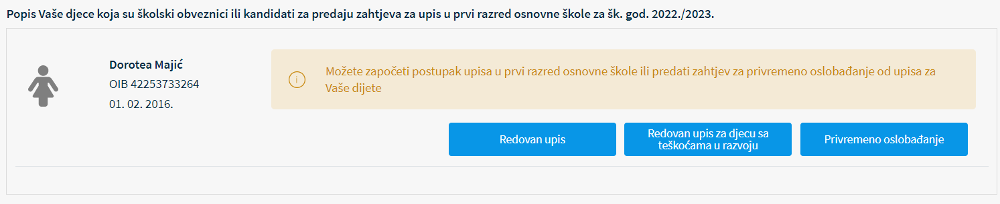 Popis Vaše djece koja su školski obveznici ili kandidati za predaju zahtjeva za upis u prvi razred osnovne škole za šk. god. 2022./2023.
Dorotea Majić
OIB 42253733264
01. 02. 2016.
Možete započeti postupak upisa u prvi razred osnovne škole ili predati zahtjev za privremeno oslobađanje od upisa za
Vaše dijete
Redovan upis
Redovan upis za djecu sa
teškoćama u razvoju
Privremeno oslobađanje